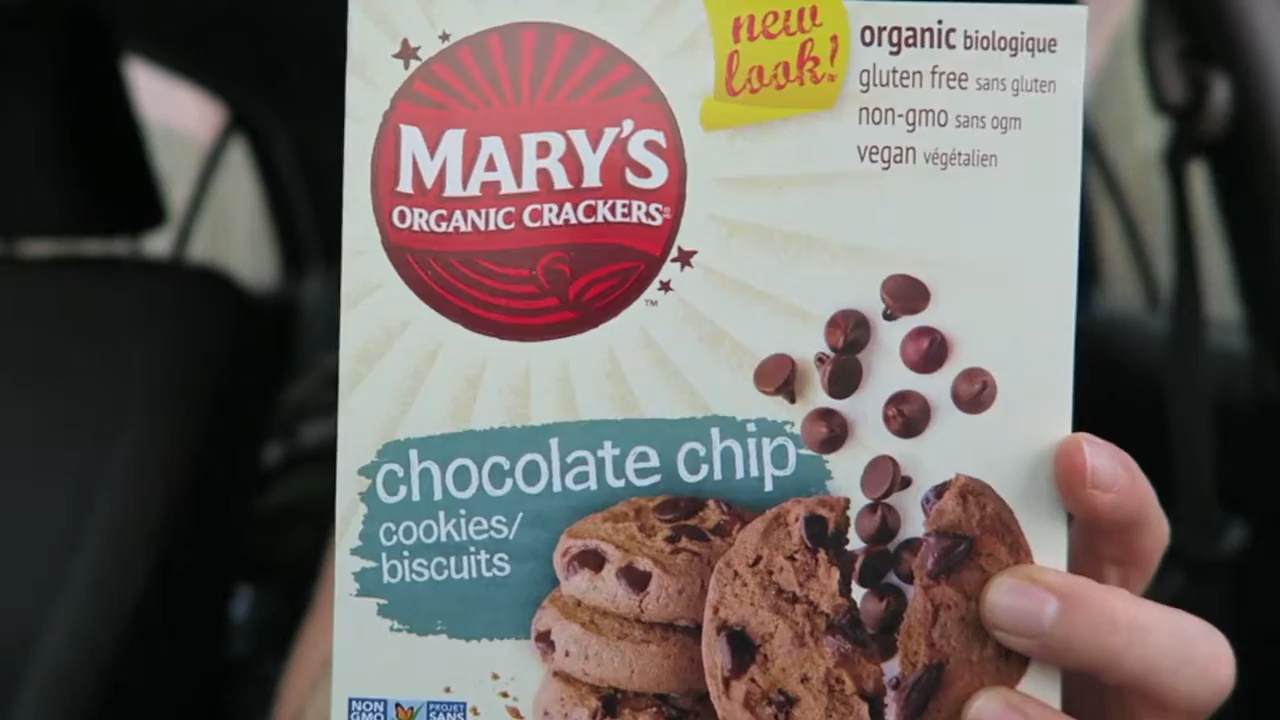 MARY'S
ORGANIC CRACKERS®
™
new
look!
organic biologique
gluten free sans gluten
non-gmo sans ogm
vegan végétalien
chocolate chip
cookies/
biscuits
NON
GMO
PROJET
SANS